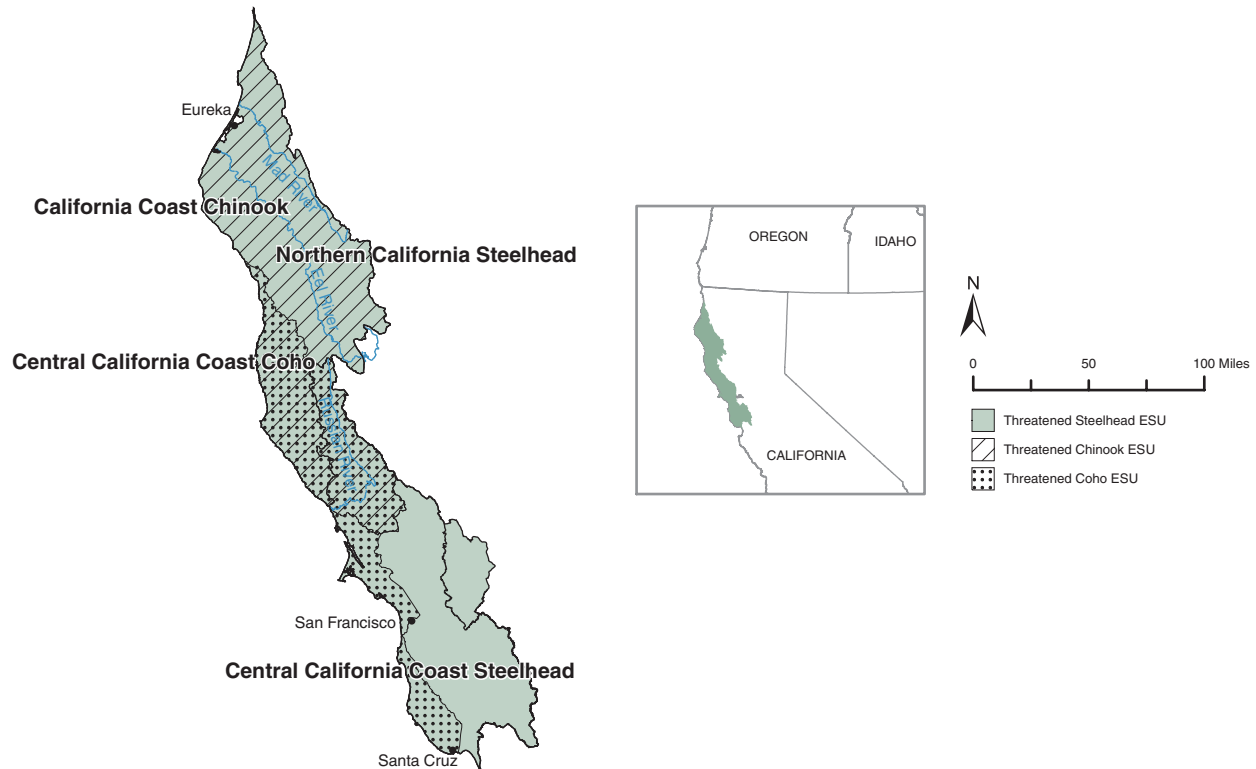 Eureka
Mad River
California Coast Chinook
Northern California Steelhead
Eel River
Central California Coast Coho
Russian River
San Francisco
Central California Coast Steelhead
Santa Cruz
OREGON
IDAHO
CALIFORNIA
N
0 50 100 Miles
Threatened Steelhead ESU
Threatened Chinook ESU
Threatened Coho ESU